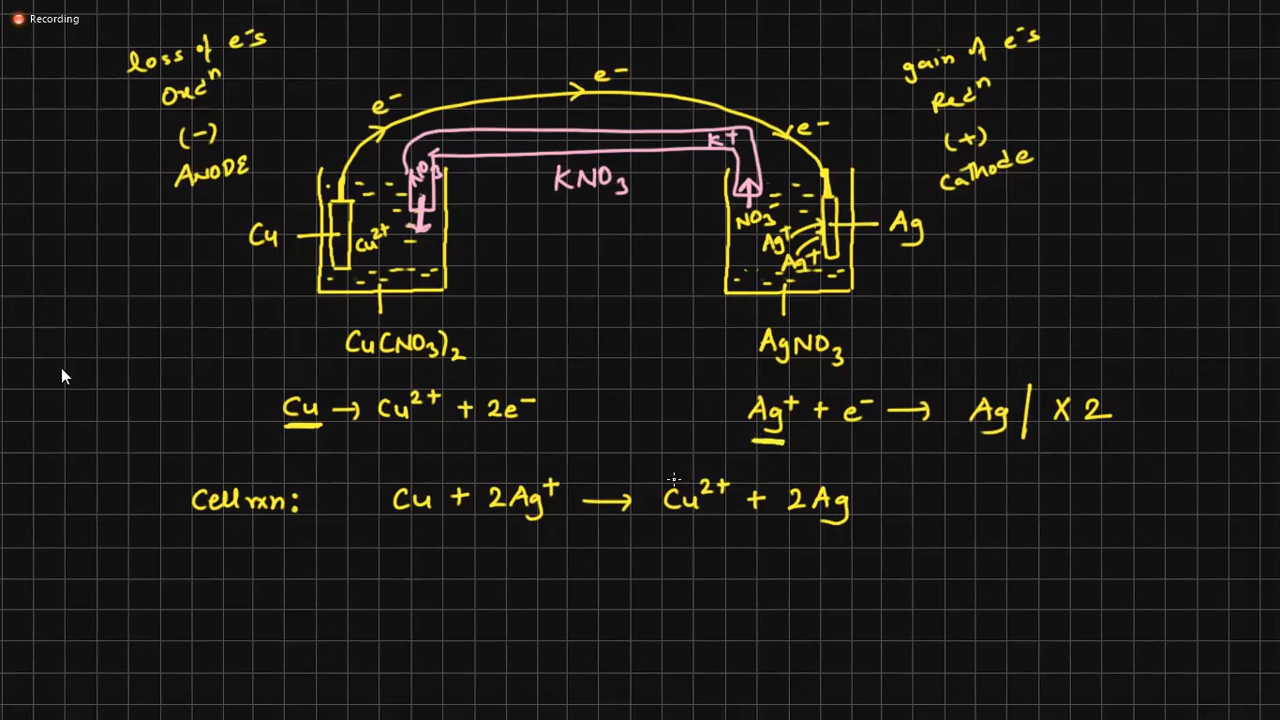 Recording
loss of e⁻s
Oxdⁿ
(-)
ANODE
gain of e⁻s
Redⁿ
(+)
Cathode
e⁻
e⁻
e⁻
NO₃
K⁺
KNO₃
Cu
Cu²⁺
NO₃
Ag⁺
Ag⁺
Ag
Cu(NO₃)₂
AgNO₃
Cu → Cu²⁺ + 2e⁻
Ag⁺ + e⁻ → Ag | X 2
Cell rxn: Cu + 2Ag⁺ → Cu²⁺ + 2Ag